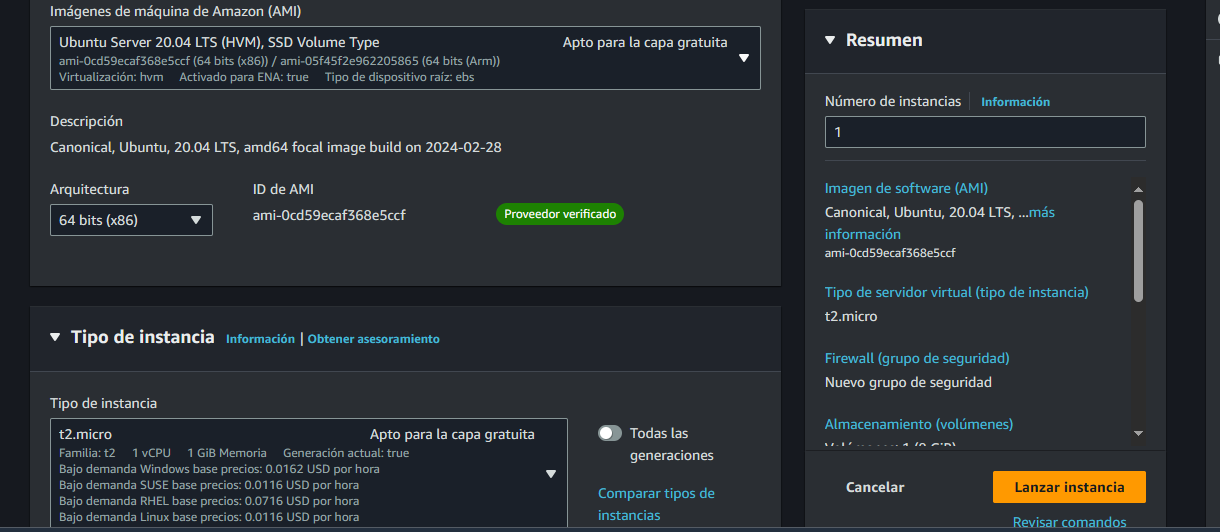 Imágenes de máquina de Amazon (AMI)
Ubuntu Server 20.04 LTS (HVM), SSD Volume Type
Apto para la capa gratuita
ami-0cd59ecaf368e5ccf (64 bits (x86)) / ami-05f45f2e962205865 (64 bits (Arm))
Virtualización: hvm Activado para ENA: true Tipo de dispositivo raíz: ebs
Descripción
Canonical, Ubuntu, 20.04 LTS, amd64 focal image build on 2024-02-28
Arquitectura
64 bits (x86)
ID de AMI
ami-0cd59ecaf368e5ccf
Proveedor verificado
Tipo de instancia Información | Obtener asesoramiento
Tipo de instancia
t2.micro
Apto para la capa gratuita
Familia: t2 1 vCPU 1 GiB Memoria Generación actual: true
Bajo demanda Windows base precios: 0.0162 USD por hora
Bajo demanda SUSE base precios: 0.0116 USD por hora
Bajo demanda RHEL base precios: 0.0716 USD por hora
Bajo demanda Linux base precios: 0.0116 USD por hora
Todas las
generaciones
Comparar tipos de
instancias
Resumen
Número de instancias Información
1
Imagen de software (AMI)
Canonical, Ubuntu, 20.04 LTS, ...más
información
ami-0cd59ecaf368e5ccf
Tipo de servidor virtual (tipo de instancia)
t2.micro
Firewall (grupo de seguridad)
Nuevo grupo de seguridad
Almacenamiento (volúmenes)
Volúmenes: 1 (8 GiB)
Cancelar
Lanzar instancia
Revisar comandos